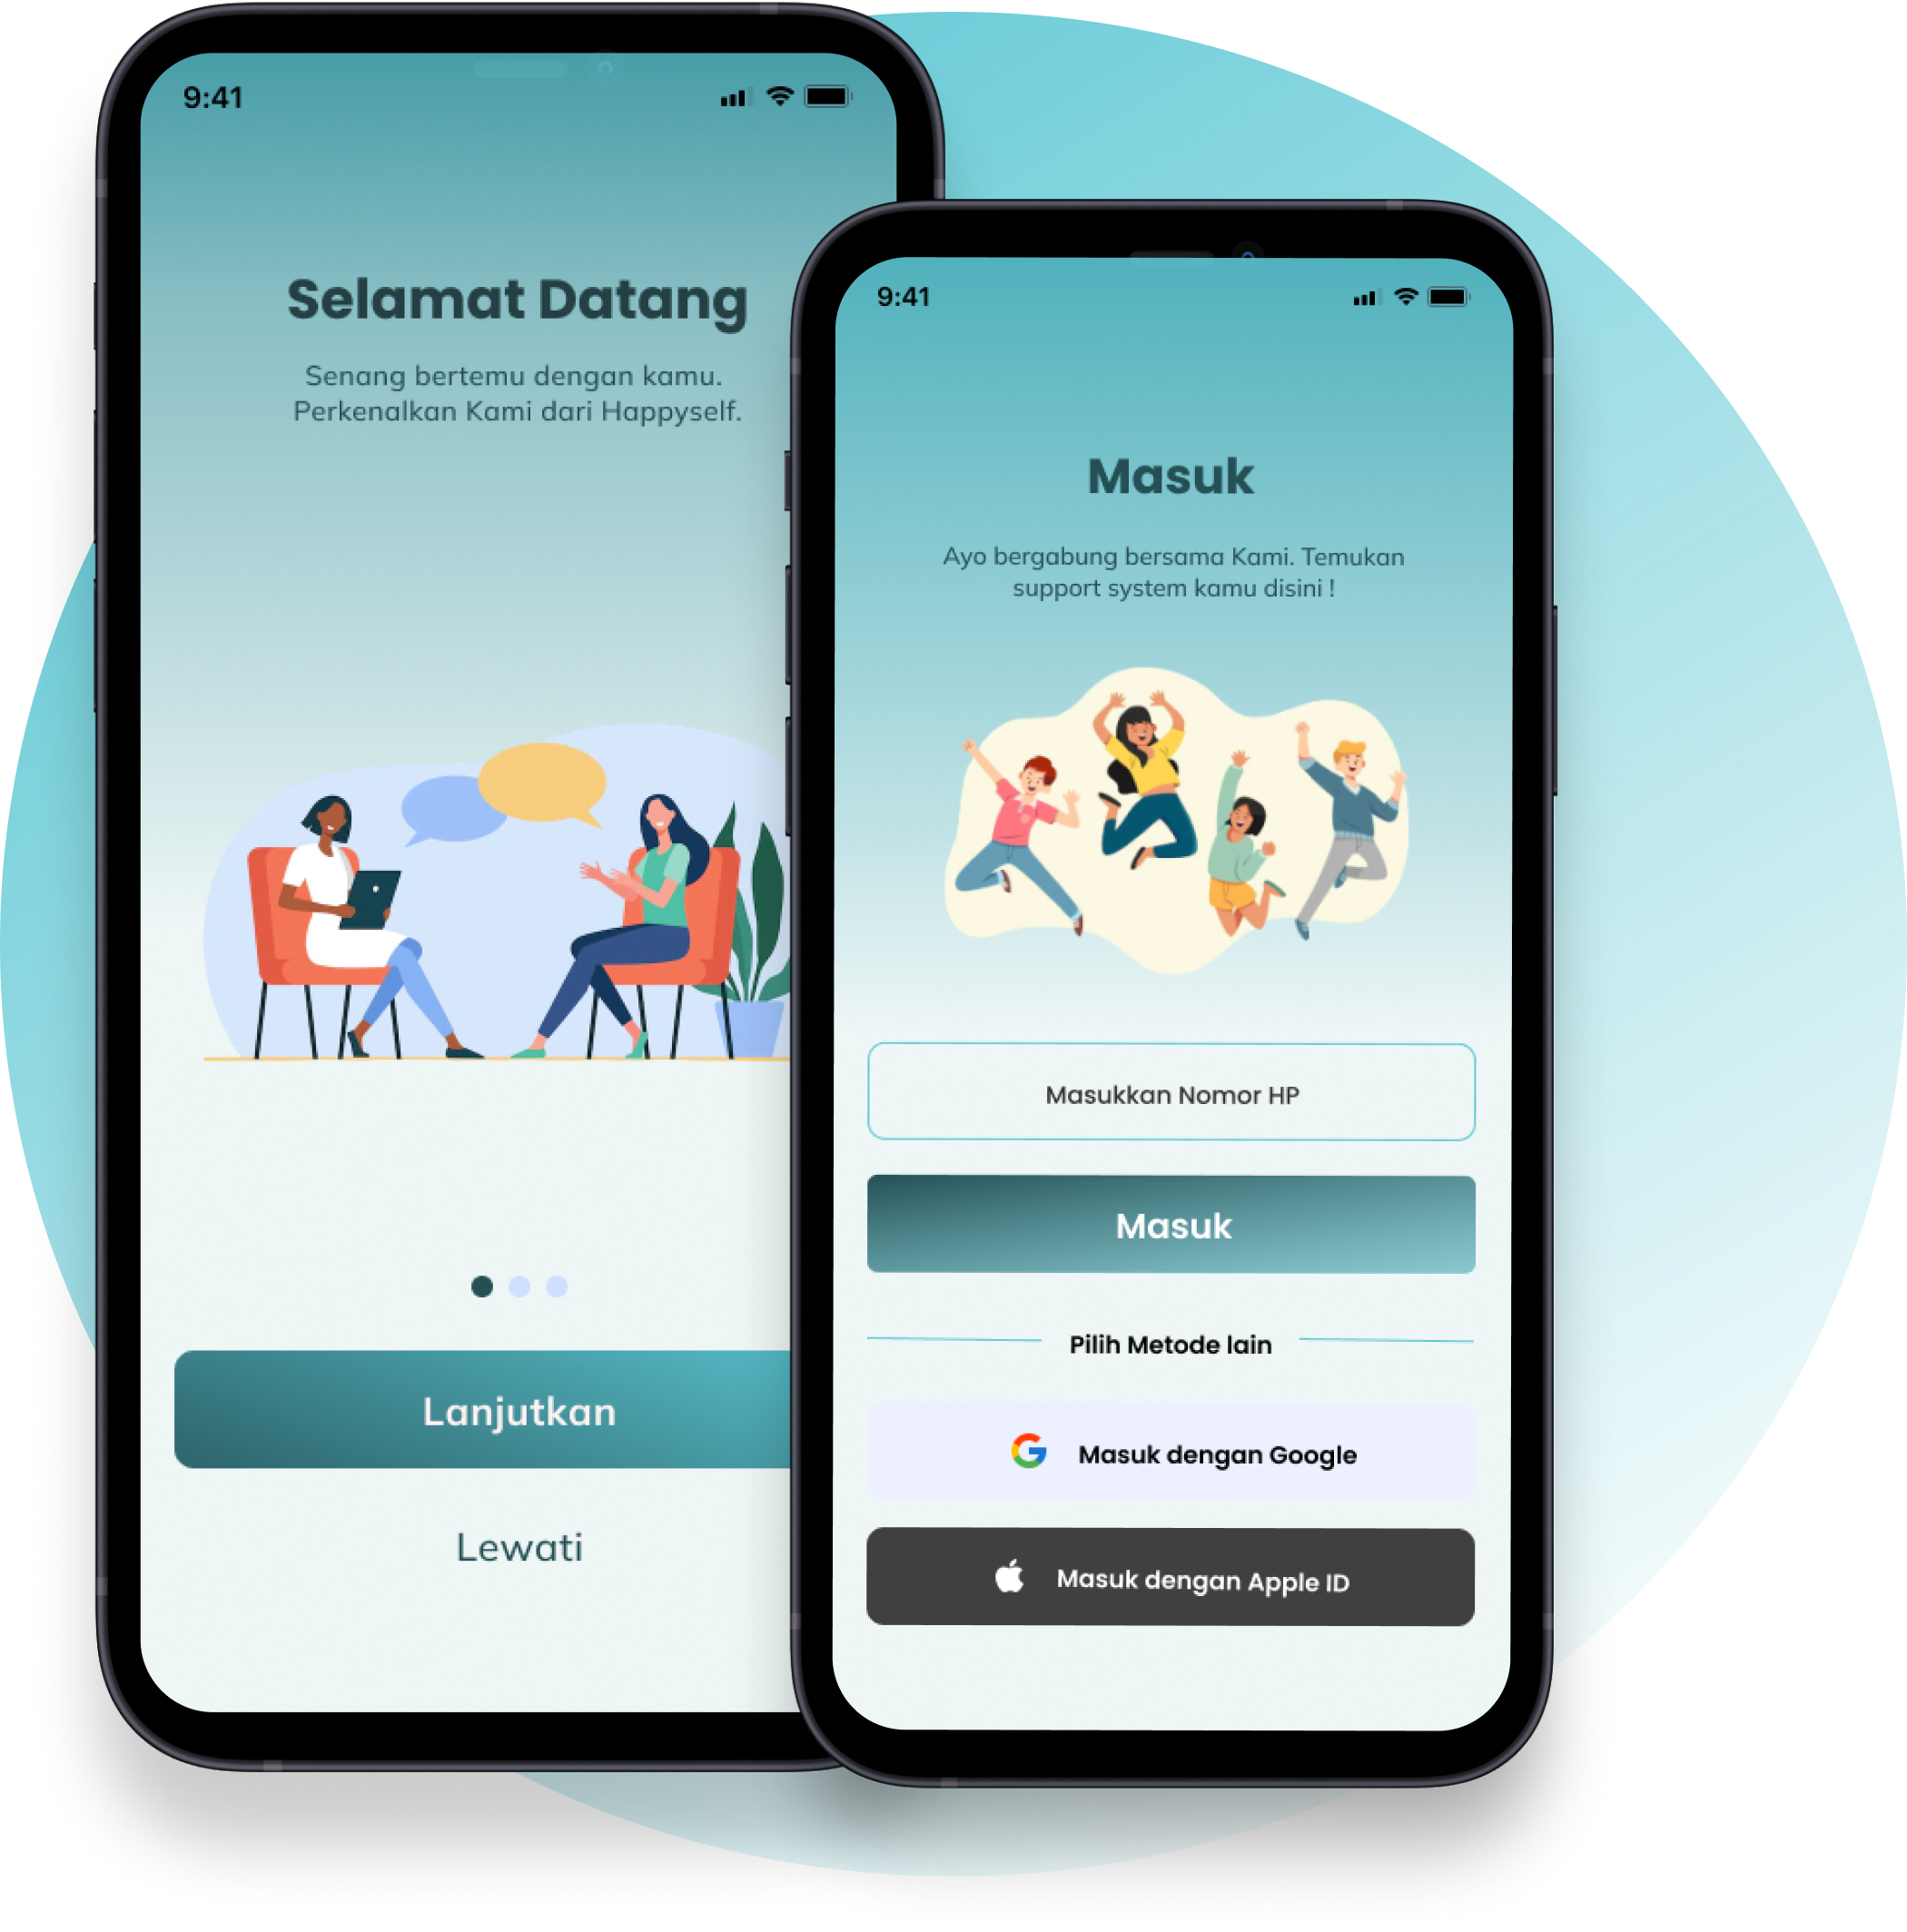 9:41
Selamat Datang
Senang bertemu dengan kamu.
Perkenalkan Kami dari Happyself.
Lanjutkan
Lewati
9:41
Masuk
Ayo bergabung bersama Kami. Temukan
support system kamu disini !
Masukkan Nomor HP
Masuk
Pilih Metode lain
Masuk dengan Google
Masuk dengan Apple ID